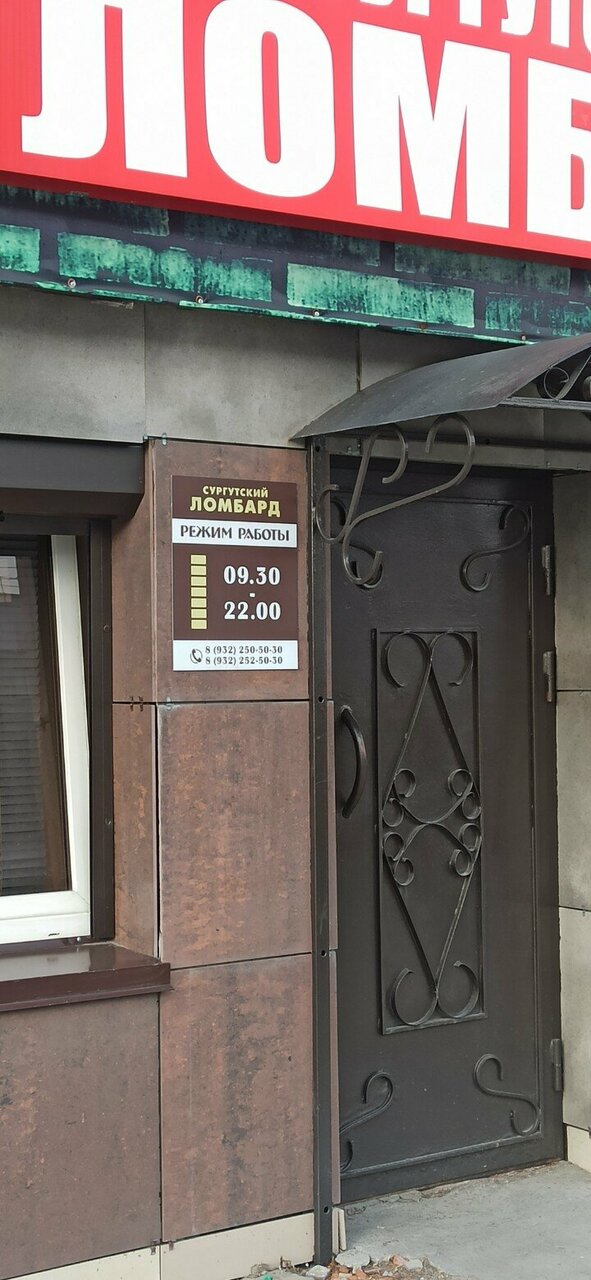 ЛОМБ
СУРГУТСКИЙ
ЛОМБАРД
РЕЖИМ РАБОТЫ
09.30
-
22.00
8 (932) 250-50-30
8 (932) 252-50-30